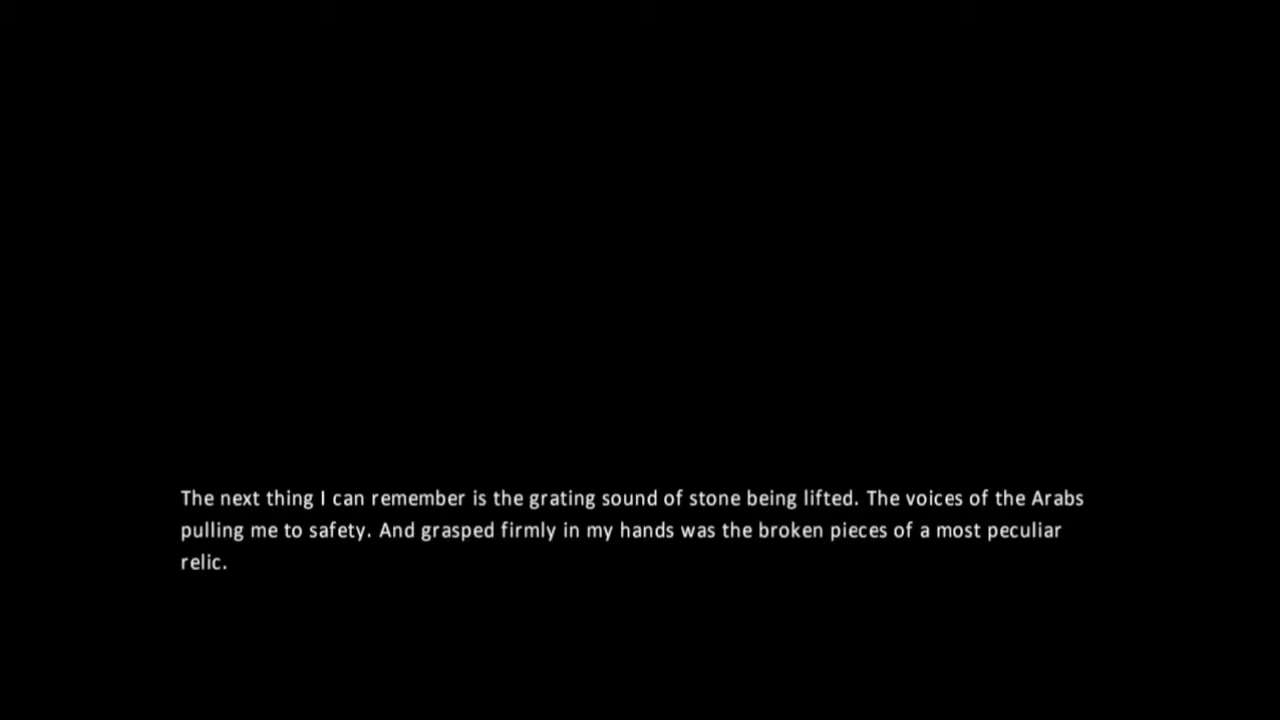 The next thing I can remember is the grating sound of stone being lifted. The voices of the Arabs
pulling me to safety. And grasped firmly in my hands was the broken pieces of a most peculiar
relic.